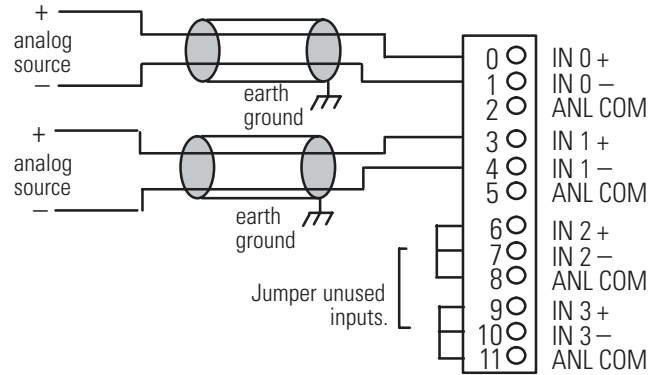 +
analog
source
−
earth
ground
+
analog
source
−
earth
ground
Jumper unused
inputs.
0 IN 0 +
1 IN 0 −
2 ANL COM
3 IN 1 +
4 IN 1 −
5 ANL COM
6 IN 2 +
7 IN 2 −
8 ANL COM
9 IN 3 +
10 IN 3 −
11 ANL COM